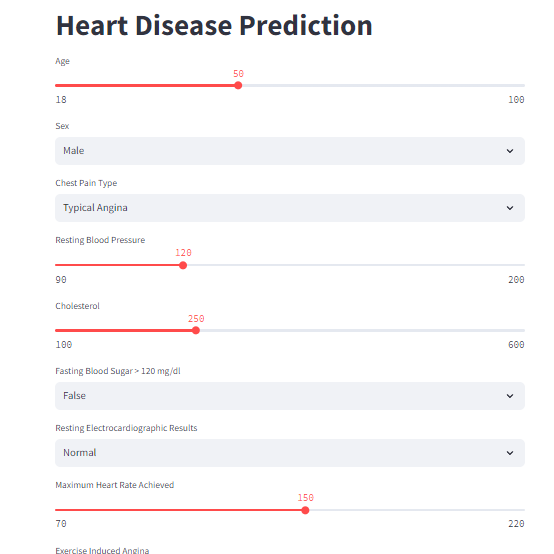 Heart Disease Prediction
Age
50
18 100
Sex
Male
Chest Pain Type
Typical Angina
Resting Blood Pressure
120
90 200
Cholesterol
250
100 600
Fasting Blood Sugar > 120 mg/dl
False
Resting Electrocardiographic Results
Normal
Maximum Heart Rate Achieved
150
70 220
Exercise Induced Angina